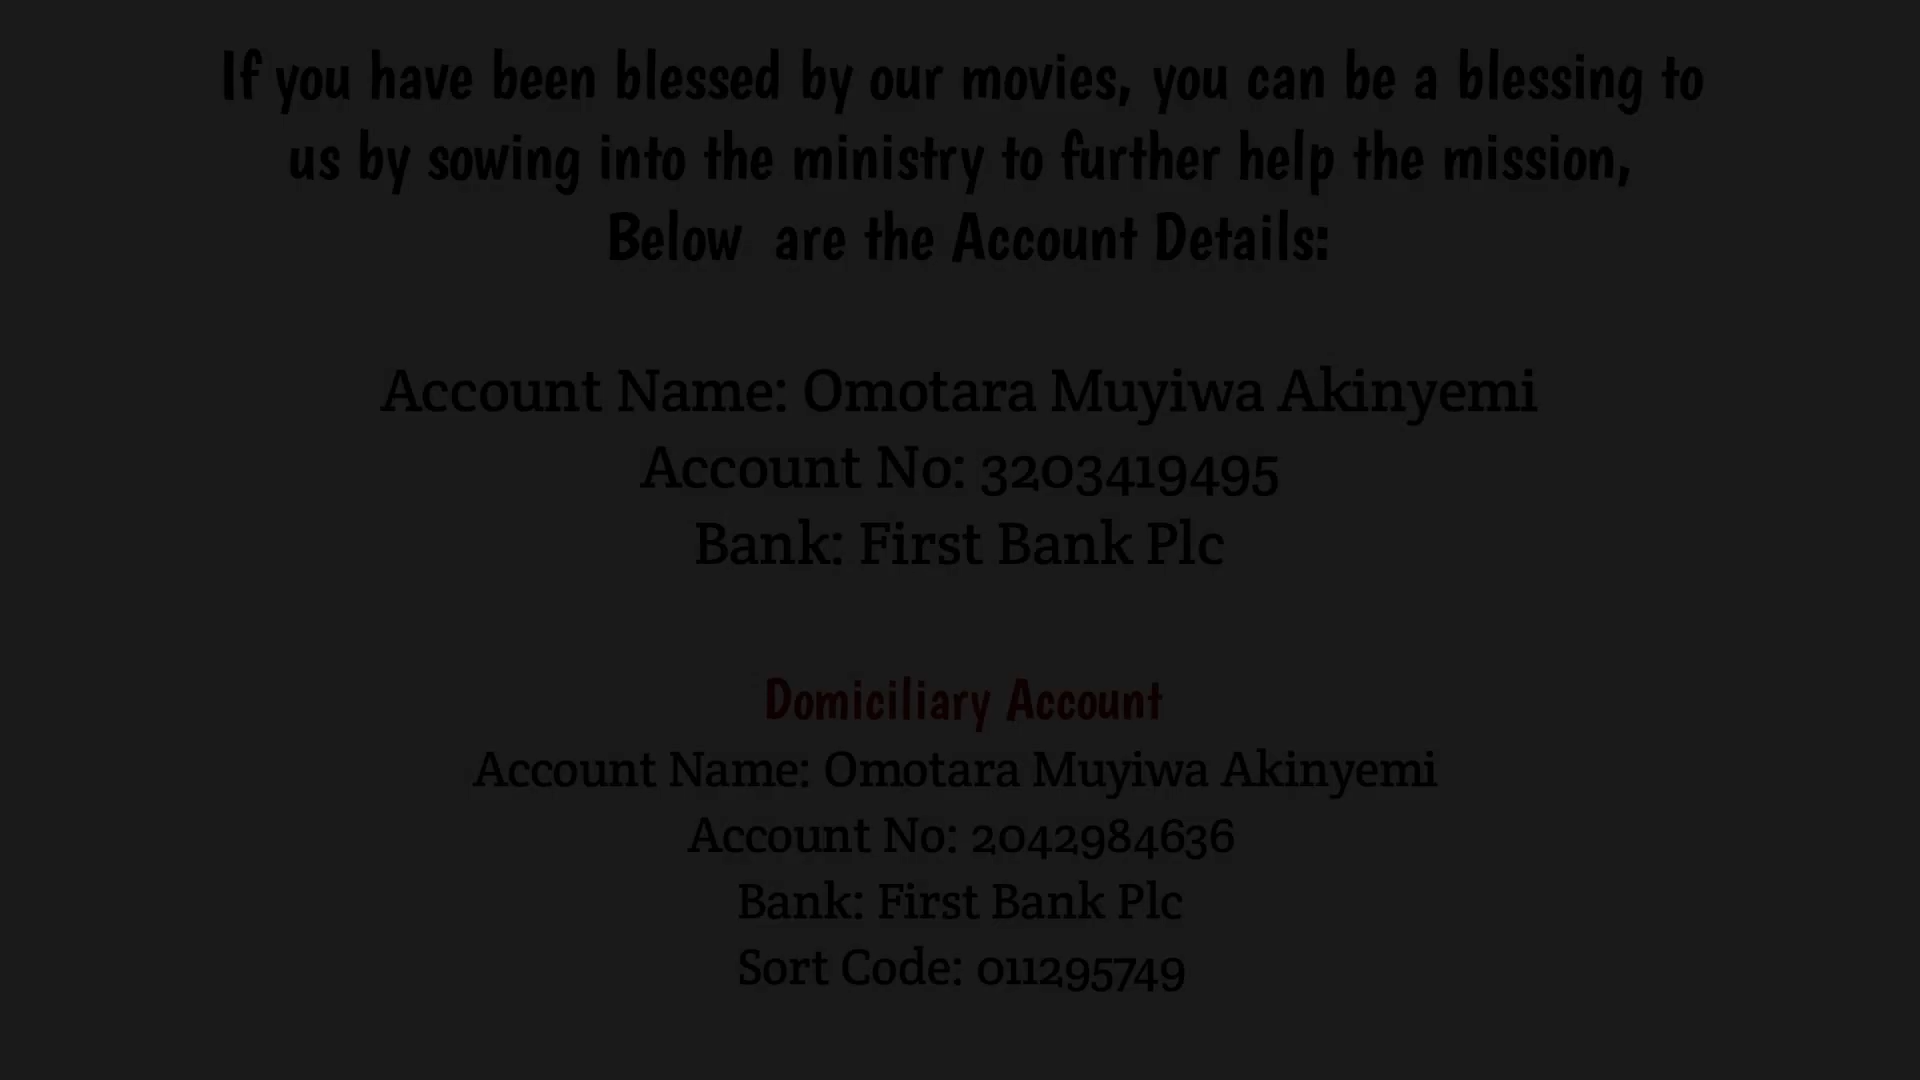 If you have been blessed by our movies, you can be a blessing to
us by sowing into the ministry to further help the mission,
Below are the Account Details:
Account Name: Omotara Muyiwa Akinyemi
Account No: 3203419495
Bank: First Bank Plc
Domiciliary Account
Account Name: Omotara Muyiwa Akinyemi
Account No: 2042984636
Bank: First Bank Plc
Sort Code: 011295749